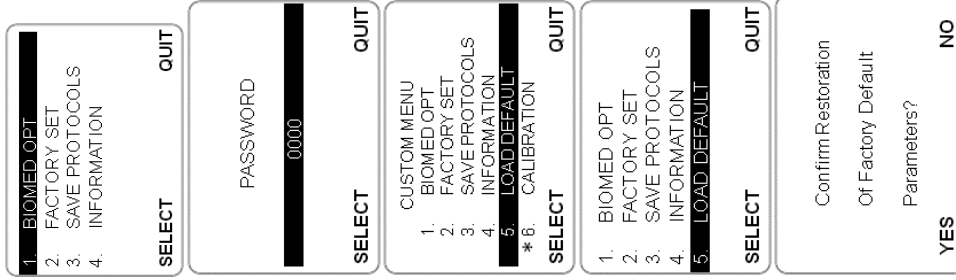 1. BIOMED OPT
2. FACTORY SET
3. SAVE PROTOCOLS
4. INFORMATION
SELECT QUIT
PASSWORD
0000
SELECT QUIT
CUSTOM MENU
1. BIOMED OPT
2. FACTORY SET
3. SAVE PROTOCOLS
4. INFORMATION
5. LOAD DEFAULT
* 6. CALIBRATION
SELECT QUIT
1. BIOMED OPT
2. FACTORY SET
3. SAVE PROTOCOLS
4. INFORMATION
5. LOAD DEFAULT
SELECT QUIT
Confirm Restoration
Of Factory Default
Parameters?
YES NO